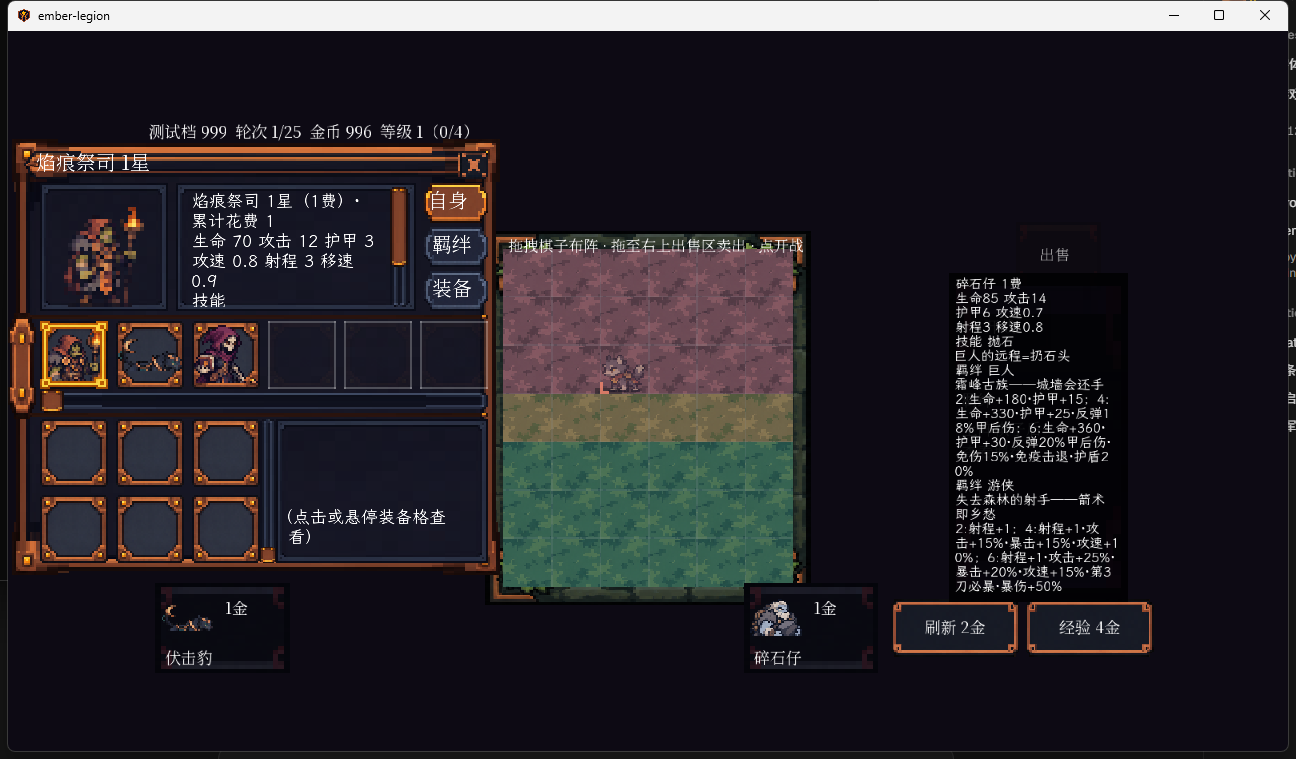 ember-legion
测试档 999 轮次 1/25 金币 996 等级 1（0/4）
焰痕祭司 1星
焰痕祭司 1星（1费）·
累计花费 1
生命 70 攻击 12 护甲 3
攻速 0.8 射程 3 移速
0.9
技能
自身
羁绊
装备
(点击或悬停装备格查
看)
拖拽棋子布阵 · 拖至右上出售区卖出 · 点开战
出售
碎石仔 1费
生命85 攻击14
护甲6 攻速0.7
射程3 移速0.8
技能 抛石
巨人的远程=扔石头
羁绊 巨人
霜峰古族——城墙会还手
2:生命+180·护甲+15; 4:
生命+330·护甲+25·反弹1
8%甲后伤; 6:生命+360·
护甲+30·反弹20%甲后伤·
免伤15%·免疫击退·护盾2
0%
羁绊 游侠
失去森林的射手——箭术
即乡愁
2:射程+1; 4:射程+1·攻
击+15%·暴击+15%·攻速+1
0%; 6:射程+1·攻击+25%·
暴击+20%·攻速+15%·第3
刀必暴·暴伤+50%
1金
伏击豹
1金
碎石仔
刷新 2金
经验 4金